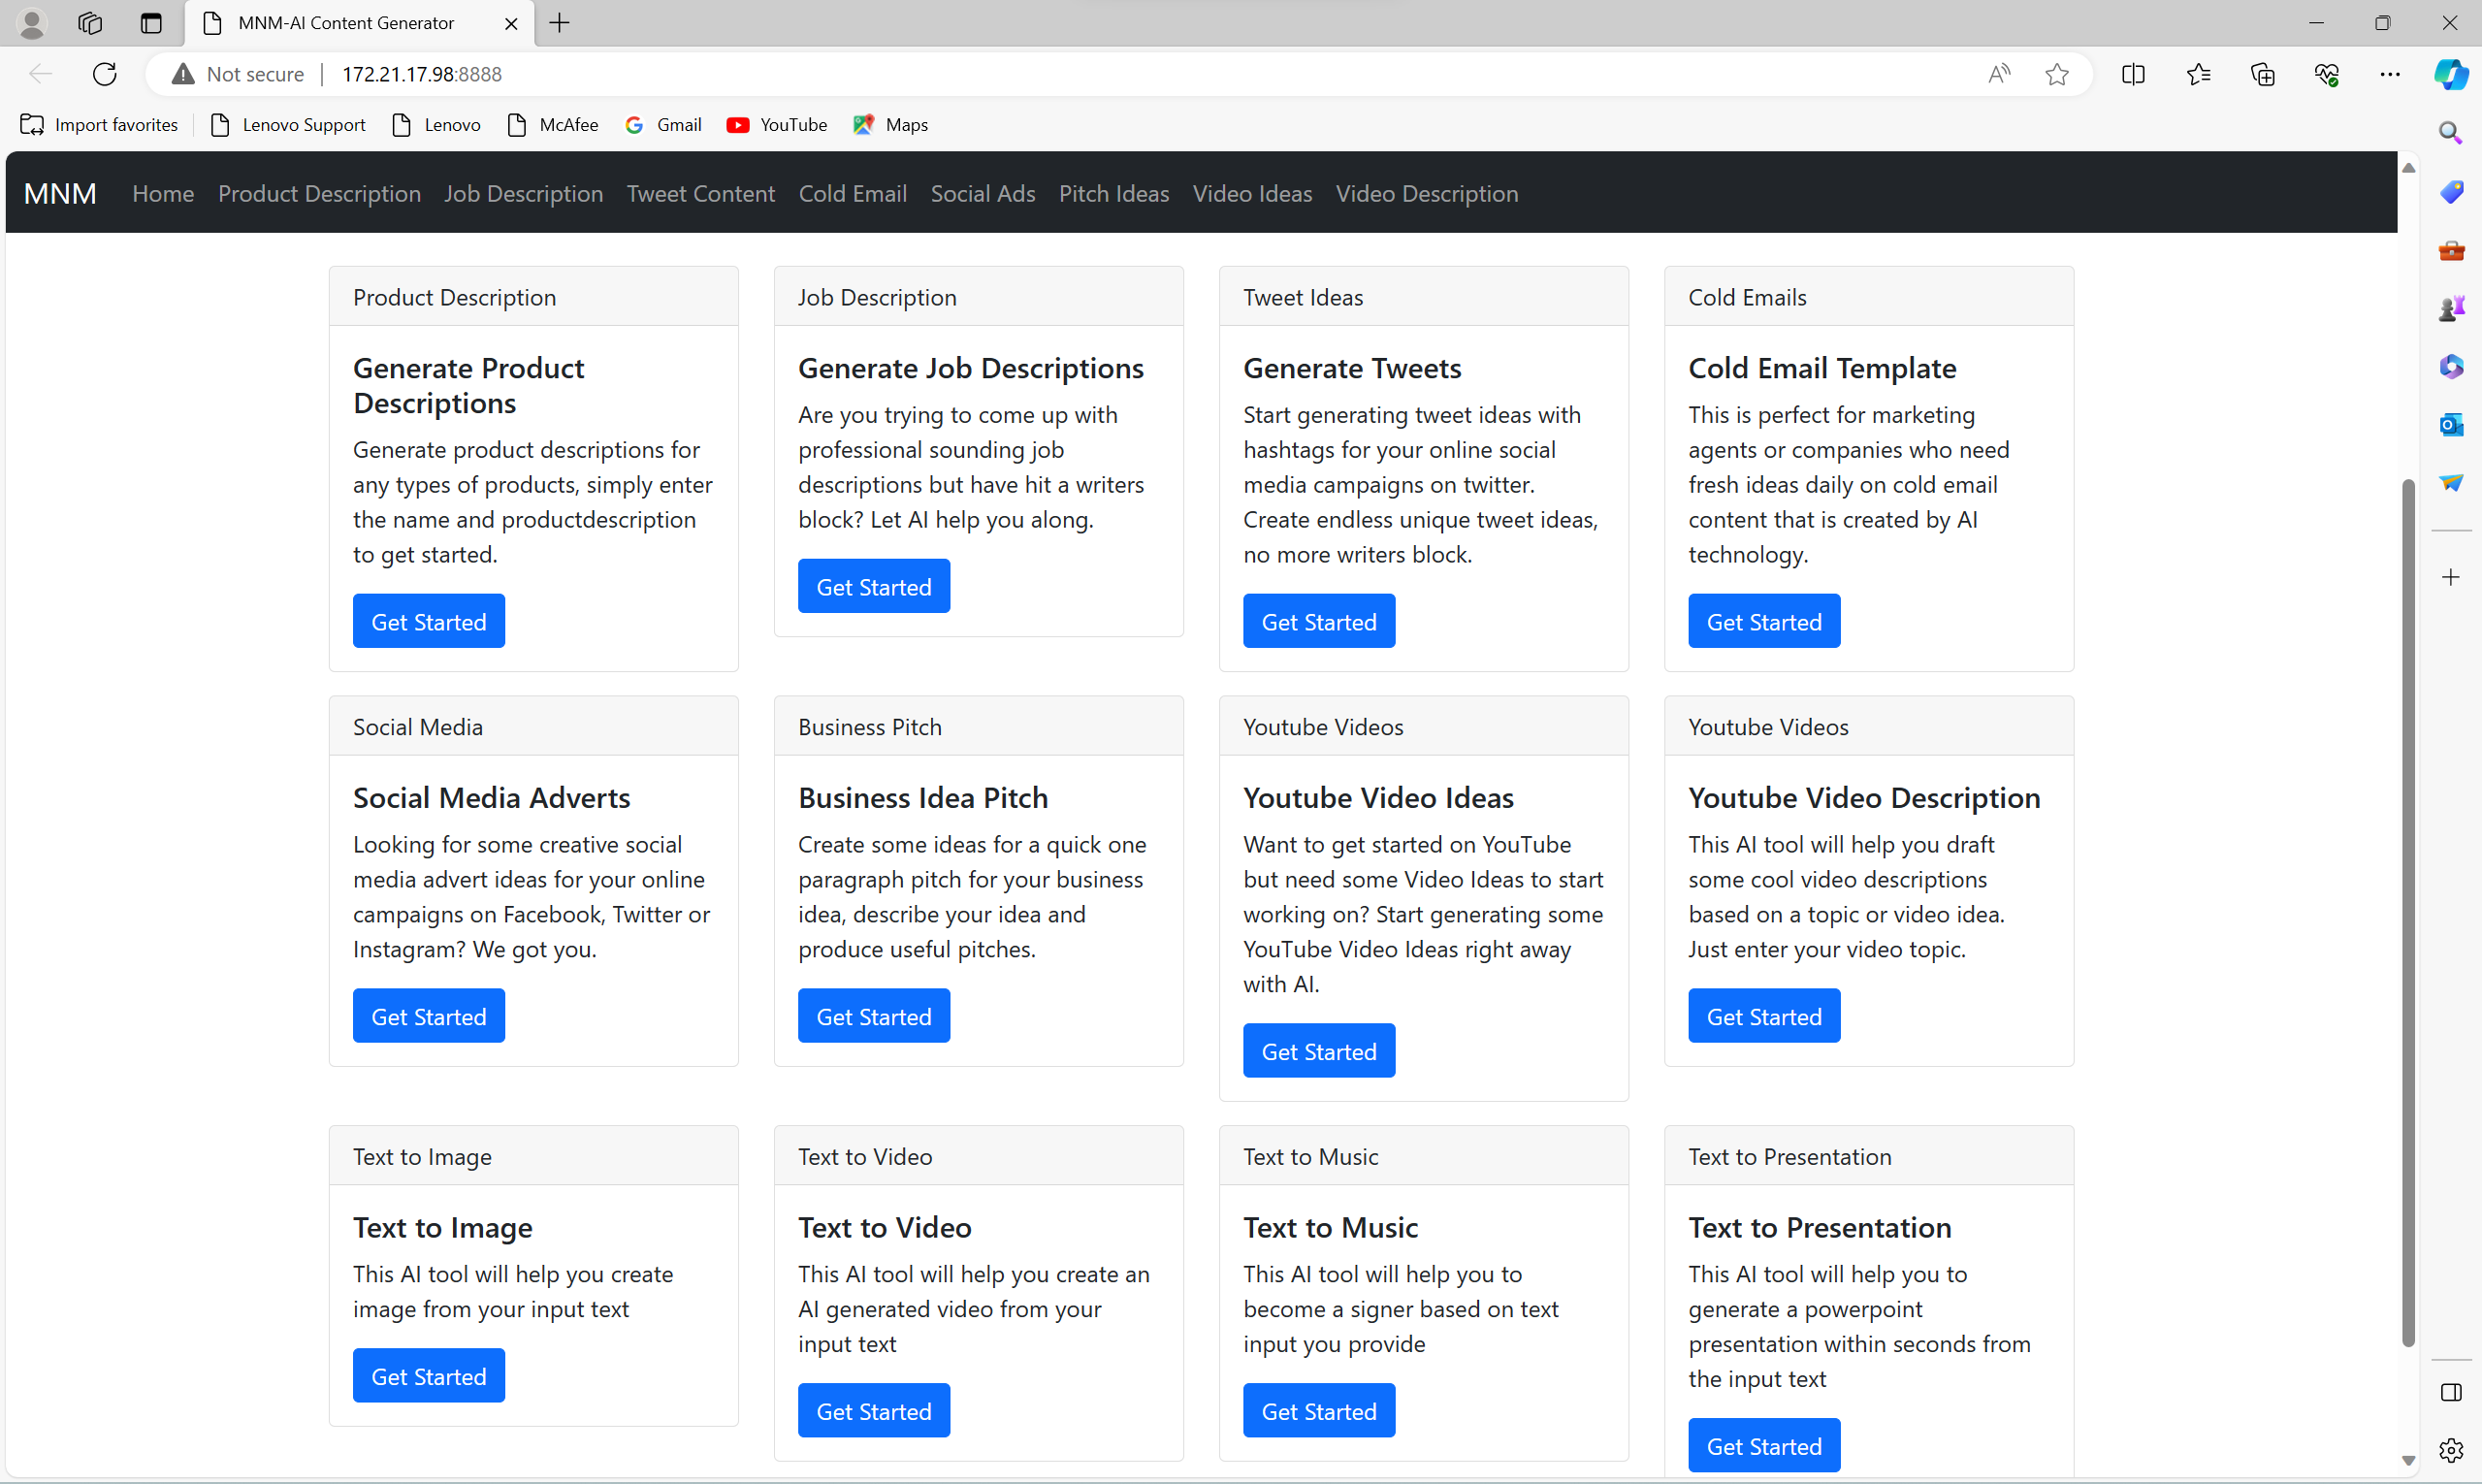 MNM-AI Content Generator
Not secure
172.21.17.98:8888
Import favorites
Lenovo Support
Lenovo
McAfee
Gmail
YouTube
Maps
MNM
Home
Product Description
Job Description
Tweet Content
Cold Email
Social Ads
Pitch Ideas
Video Ideas
Video Description
Product Description
Generate Product
Descriptions
Generate product descriptions for
any types of products, simply enter
the name and productdescription
to get started.
Get Started
Job Description
Generate Job Descriptions
Are you trying to come up with
professional sounding job
descriptions but have hit a writers
block? Let AI help you along.
Get Started
Tweet Ideas
Generate Tweets
Start generating tweet ideas with
hashtags for your online social
media campaigns on twitter.
Create endless unique tweet ideas,
no more writers block.
Get Started
Cold Emails
Cold Email Template
This is perfect for marketing
agents or companies who need
fresh ideas daily on cold email
content that is created by AI
technology.
Get Started
Social Media
Social Media Adverts
Looking for some creative social
media advert ideas for your online
campaigns on Facebook, Twitter or
Instagram? We got you.
Get Started
Business Pitch
Business Idea Pitch
Create some ideas for a quick one
paragraph pitch for your business
idea, describe your idea and
produce useful pitches.
Get Started
Youtube Videos
Youtube Video Ideas
Want to get started on YouTube
but need some Video Ideas to start
working on? Start generating some
YouTube Video Ideas right away
with AI.
Get Started
Youtube Videos
Youtube Video Description
This AI tool will help you draft
some cool video descriptions
based on a topic or video idea.
Just enter your video topic.
Get Started
Text to Image
Text to Image
This AI tool will help you create
image from your input text
Get Started
Text to Video
Text to Video
This AI tool will help you create an
AI generated video from your
input text
Get Started
Text to Music
Text to Music
This AI tool will help you to
become a signer based on text
input you provide
Get Started
Text to Presentation
Text to Presentation
This AI tool will help you to
generate a powerpoint
presentation within seconds from
the input text
Get Started